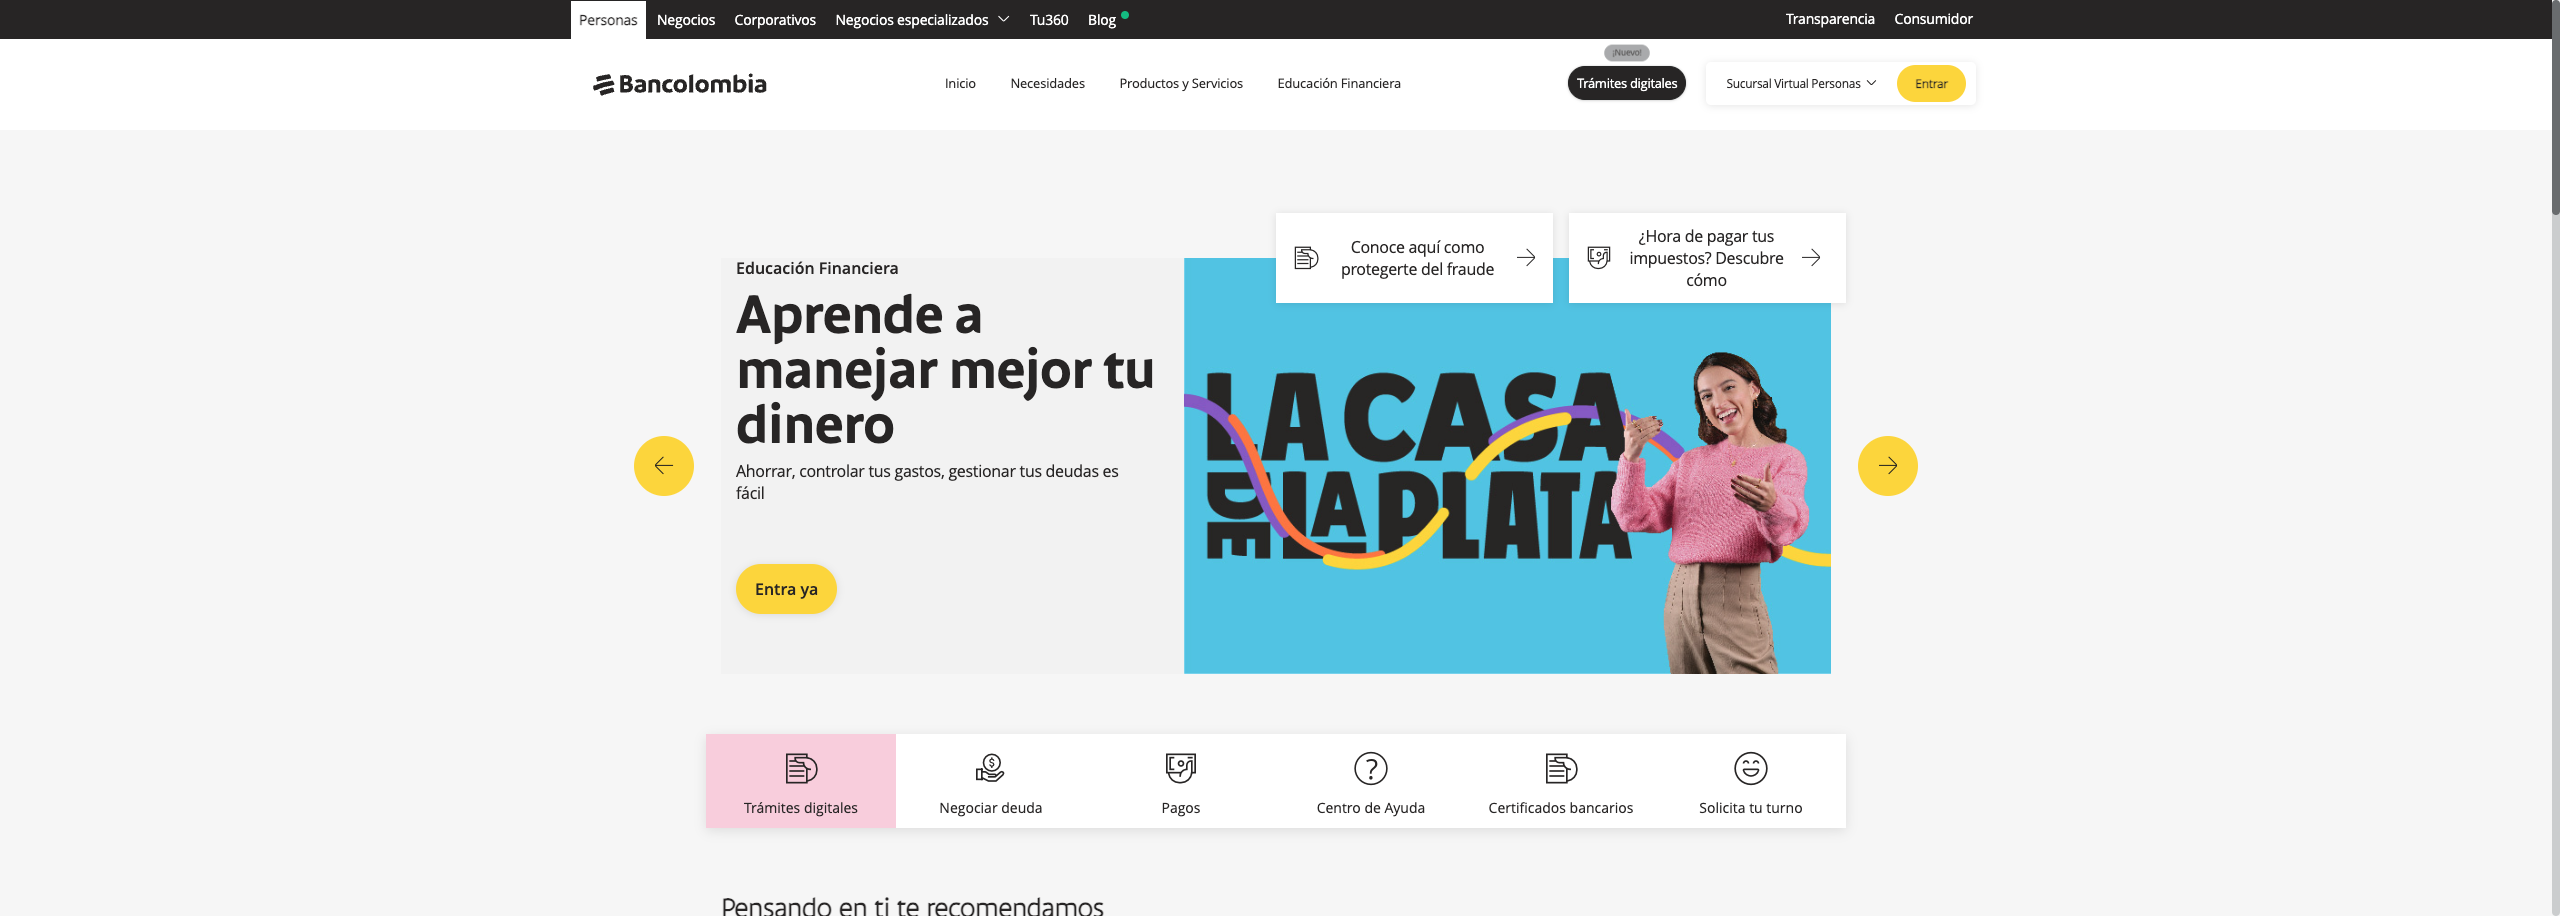 Personas
Negocios
Corporativos
Negocios especializados
Tu360
Blog
Transparencia
Consumidor
Bancolombia
Inicio
Necesidades
Productos y Servicios
Educación Financiera
¡Nuevo!
Trámites digitales
Sucursal Virtual Personas
Entrar
Conoce aquí como
protegerte del fraude
¿Hora de pagar tus
impuestos? Descubre
cómo
Educación Financiera
Aprende a
manejar mejor tu
dinero
Ahorrar, controlar tus gastos, gestionar tus deudas es
fácil
Entra ya
LA CASA
DE LA PLATA
Trámites digitales
Negociar deuda
Pagos
Centro de Ayuda
Certificados bancarios
Solicita tu turno
Pensando en ti te recomendamos